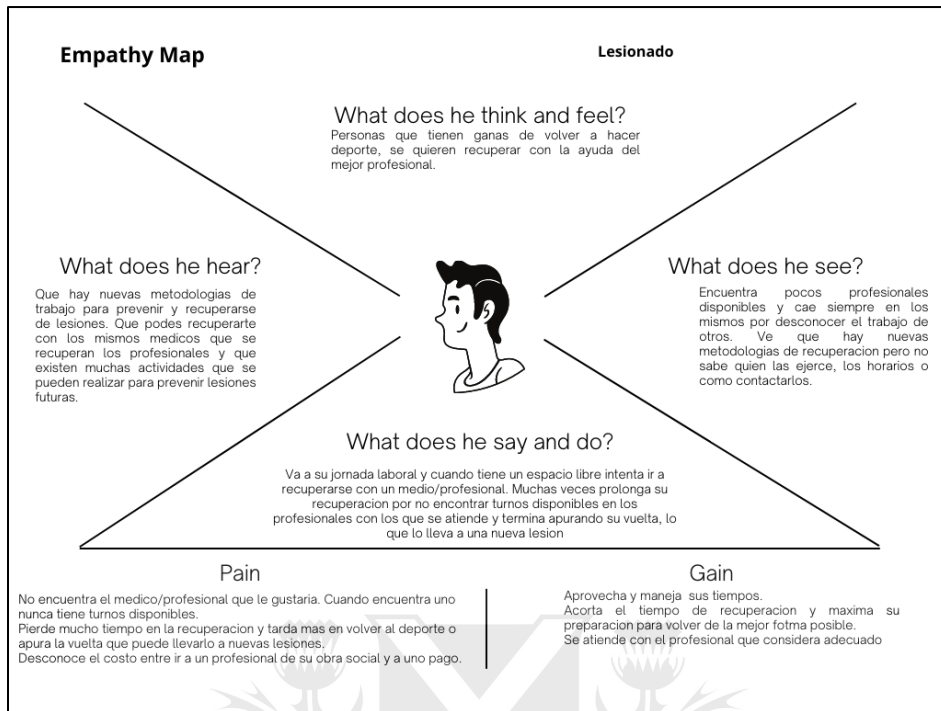 Empathy Map
Lesionado
What does he think and feel?
Personas que tienen ganas de volver a hacer
deporte, se quieren recuperar con la ayuda del
mejor profesional.
What does he hear?
Que hay nuevas metodologias de
trabajo para prevenir y recuperarse
de lesiones. Que podes recuperarte
con los mismos medicos que se
recuperan los profesionales y que
existen muchas actividades que se
pueden realizar para prevenir lesiones
futuras.
What does he see?
Encuentra pocos profesionales
disponibles y cae siempre en los
mismos por desconocer el trabajo de
otros. Ve que hay nuevas
metodologias de recuperacion pero no
sabe quien las ejerce, los horarios o
como contactarlos.
What does he say and do?
Va a su jornada laboral y cuando tiene un espacio libre intenta ir a
recuperarse con un medio/profesional. Muchas veces prolonga su
recuperacion por no encontrar turnos disponibles en los
profesionales con los que se atiende y termina apurando su vuelta, lo
que lo lleva a una nueva lesion
Pain
No encuentra el medico/profesional que le gustaria. Cuando encuentra uno
nunca tiene turnos disponibles.
Pierde mucho tiempo en la recuperacion y tarda mas en volver al deporte o
apura la vuelta que puede llevarlo a nuevas lesiones.
Desconoce el costo entre ir a un profesional de su obra social y a uno pago.
Gain
Aprovecha y maneja sus tiempos.
Acorta el tiempo de recuperacion y maxima su
preparacion para volver de la mejor fotma posible.
Se atiende con el profesional que considera adecuado